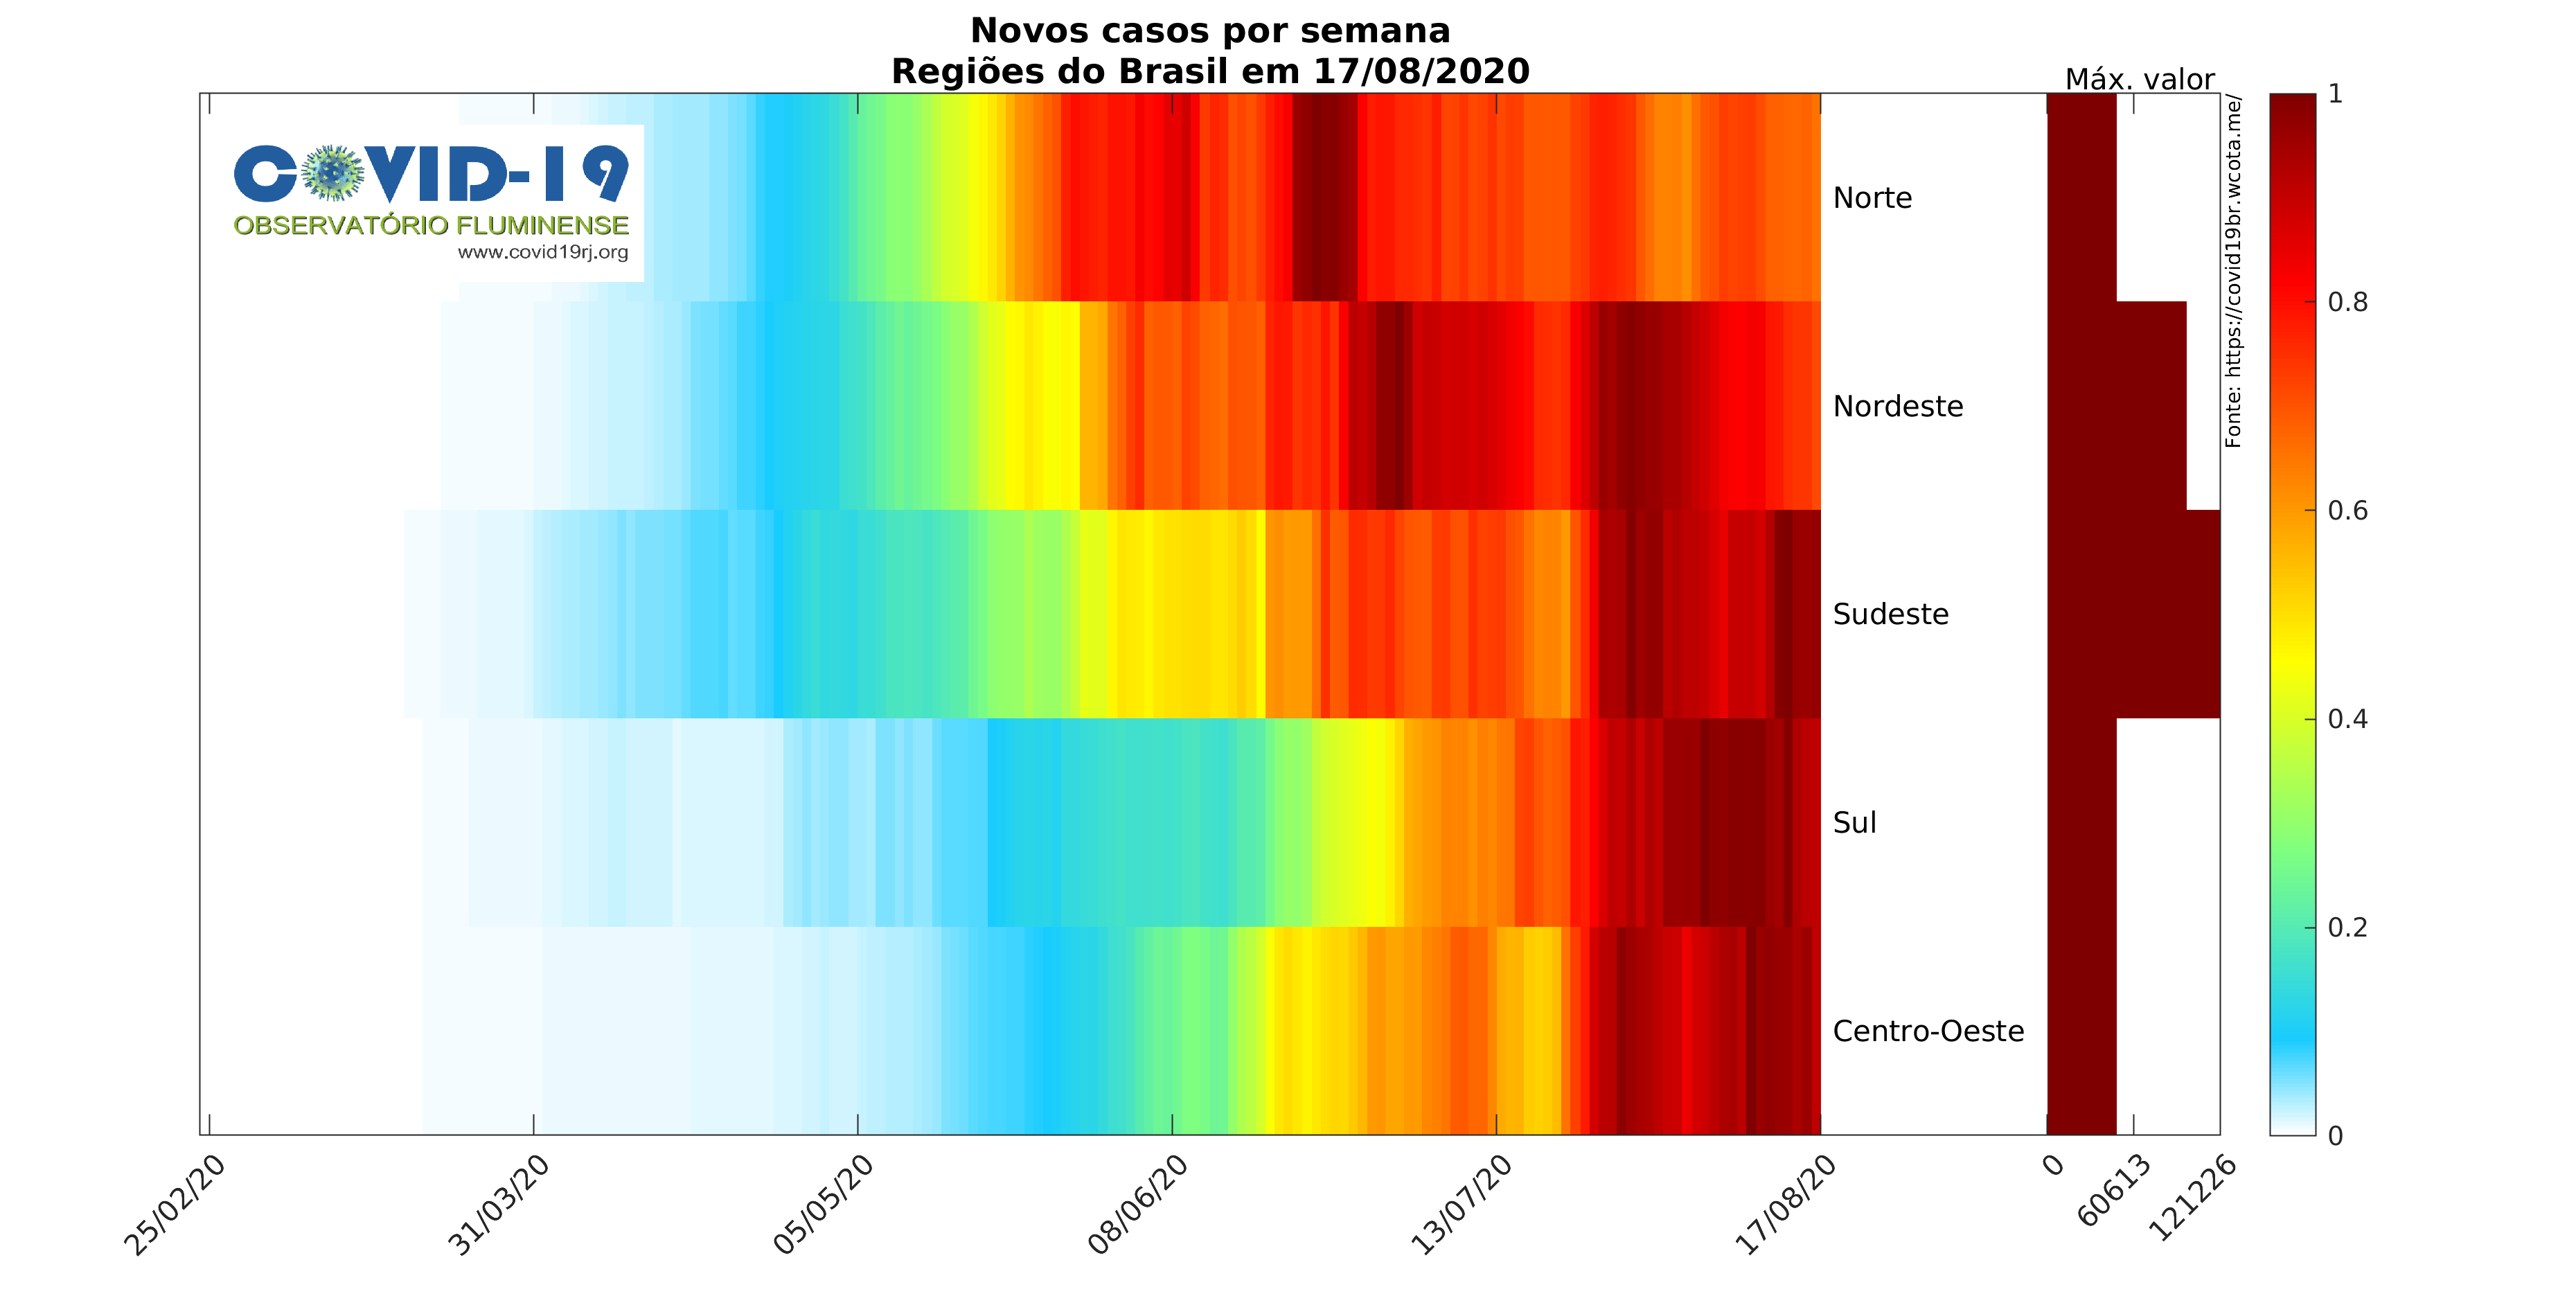 Novos casos por semana
Regiões do Brasil em 17/08/2020
Máx. valor
COVID-19
OBSERVATÓRIO FLUMINENSE
www.covid19rj.org
Norte
Nordeste
Sudeste
Sul
Centro-Oeste
Fonte: https://covid19br.wcota.me/
1
0.8
0.6
0.4
0.2
0
25/02/20
31/03/20
05/05/20
08/06/20
13/07/20
17/08/20
0
60613
121226